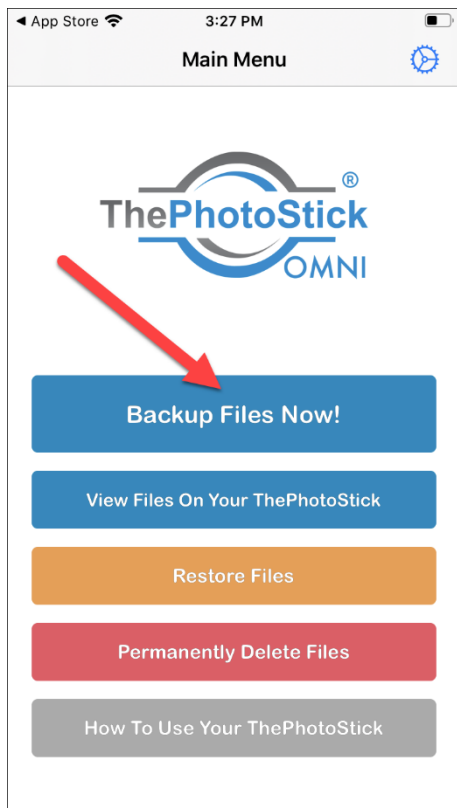 App Store
3:27 PM
Main Menu
ThePhotoStick®
OMNI
Backup Files Now!
View Files On Your ThePhotoStick
Restore Files
Permanently Delete Files
How To Use Your ThePhotoStick